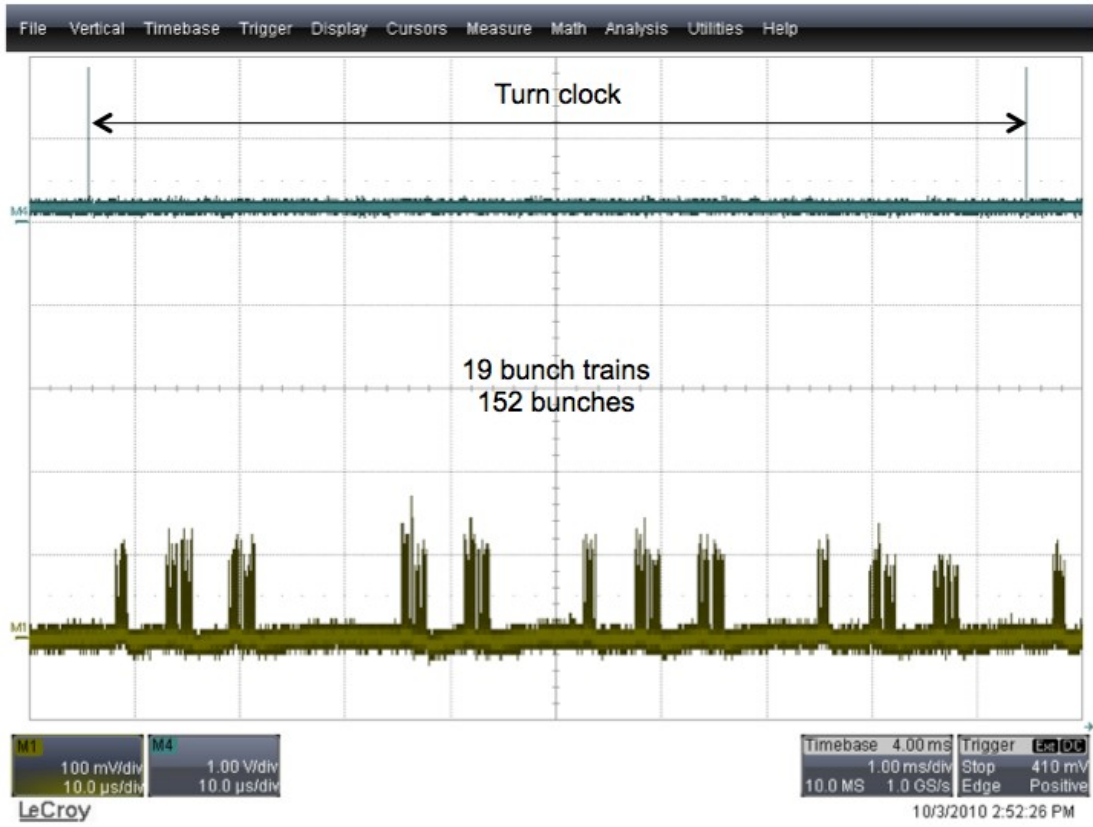 File Vertical Timebase Trigger Display Cursors Measure Math Analysis Utilities Help
Turn clock
M4
19 bunch trains
152 bunches
M1
M1 M4 Timebase 4.00 ms Trigger Ext DC
100 mV/div 1.00 V/div 1.00 ms/div Stop 410 mV
10.0 µs/div 10.0 µs/div 10.0 MS 1.0 GS/s Edge Positive
LeCroy 10/3/2010 2:52:26 PM